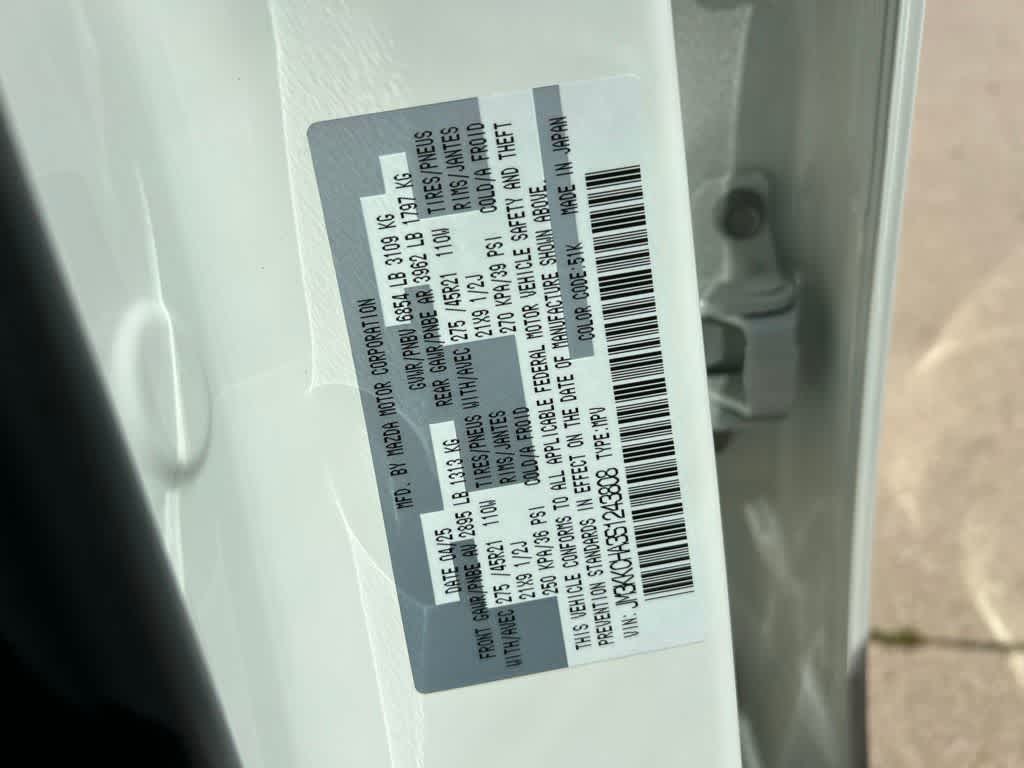 MFD. BY MAZDA MOTOR CORPORATION
DATE 04/25 GVWR/PNBV 6854 LB 3109 KG
FRONT GAWR/PNBE AV 2895 LB 1313 KG REAR GAWR/PNBE AR 3962 LB 1797 KG
WITH/AVEC 275 /45R21 110W TIRES/PNEUS WITH/AVEC 275 /45R21 110W TIRES/PNEUS
21X9 1/2J RIMS/JANTES 21X9 1/2J RIMS/JANTES
250 KPA/36 PSI COLD/A FROID 270 KPA/39 PSI COLD/A FROID
THIS VEHICLE CONFORMS TO ALL APPLICABLE FEDERAL MOTOR VEHICLE SAFETY AND THEFT
PREVENTION STANDARDS IN EFFECT ON THE DATE OF MANUFACTURE SHOWN ABOVE.
VIN: JM3KKCHA3S1243808 TYPE:MPV COLOR CODE:51K MADE IN JAPAN